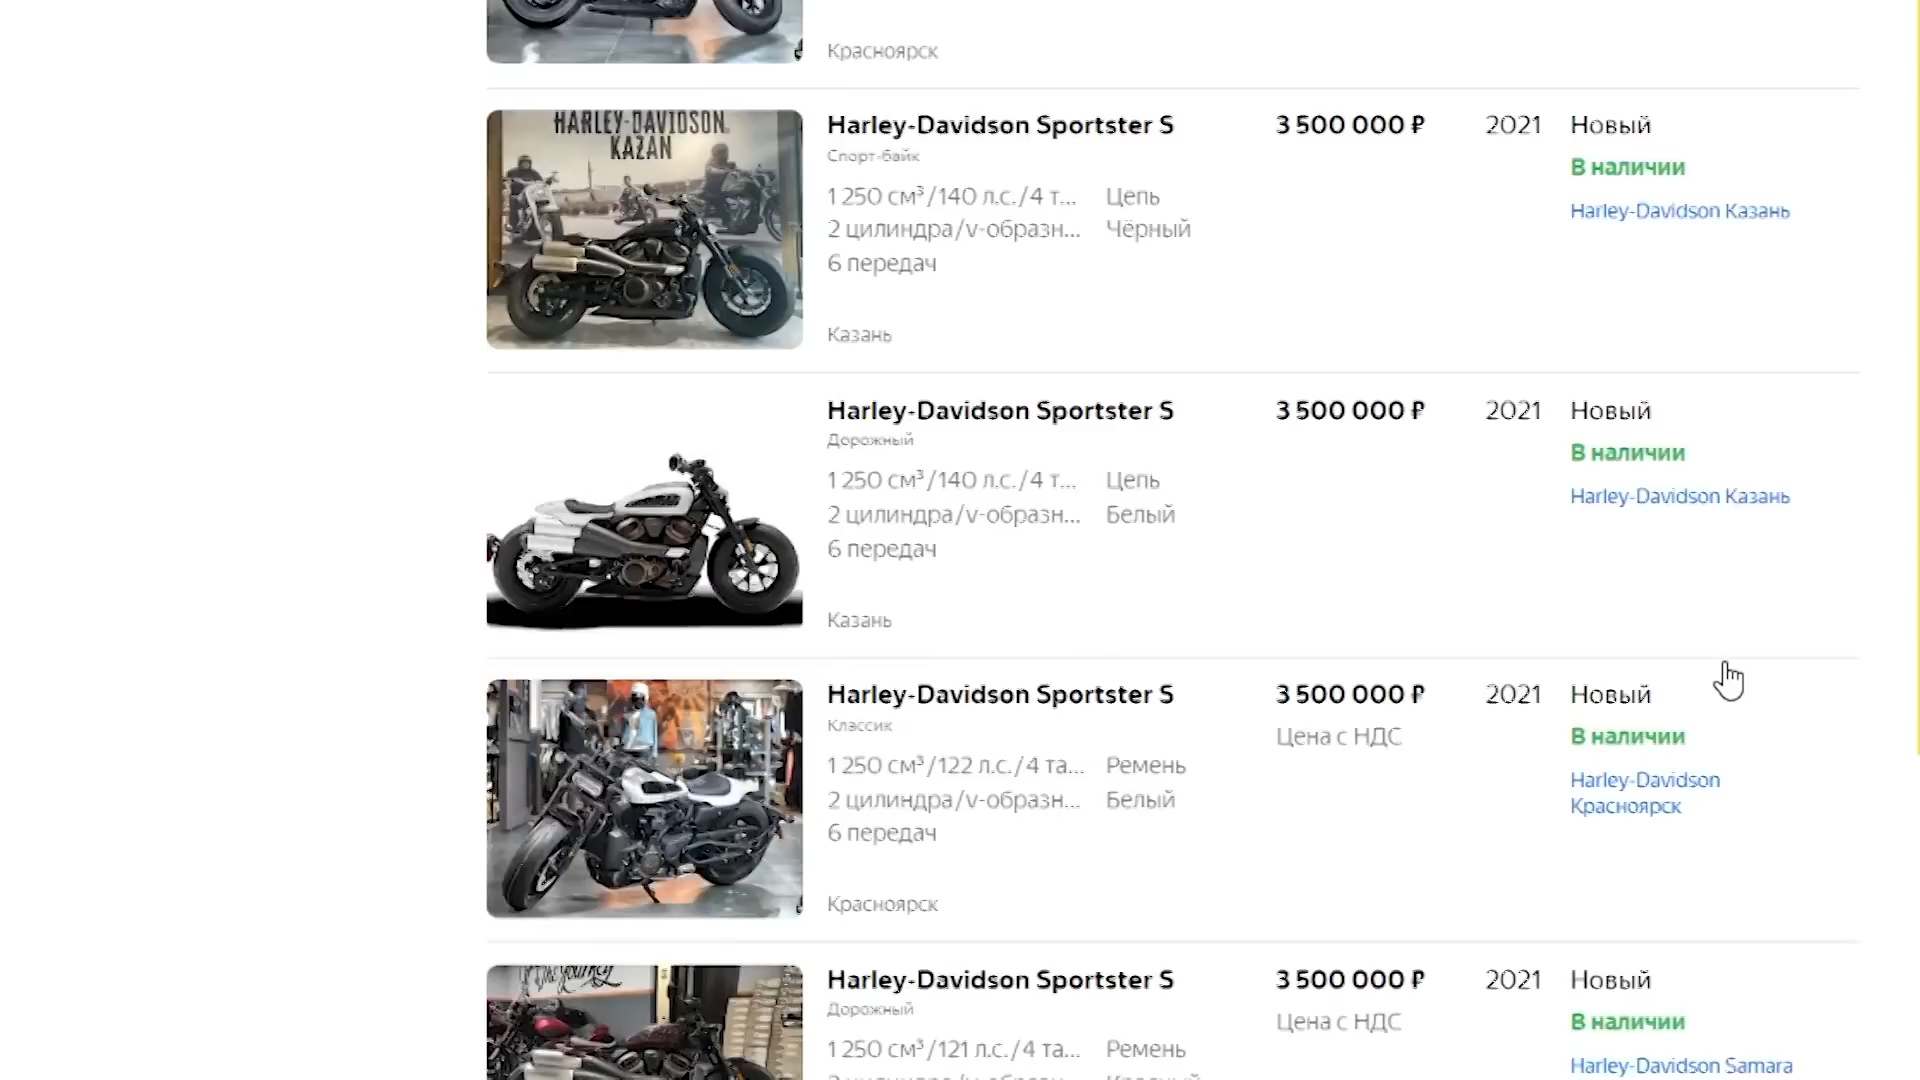 Красноярск
HARLEY-DAVIDSON
KAZAN
Harley-Davidson Sportster S
3 500 000 ₽
2021
Новый
Спорт-байк
В наличии
1 250 см³/140 л.с./4 т...
Цепь
Harley-Davidson Казань
2 цилиндра/v-образн...
Чёрный
6 передач
Казань
Harley-Davidson Sportster S
3 500 000 ₽
2021
Новый
Дорожный
В наличии
1 250 см³/140 л.с./4 т...
Цепь
Harley-Davidson Казань
2 цилиндра/v-образн...
Белый
6 передач
Казань
Harley-Davidson Sportster S
3 500 000 ₽
2021
Новый
Классик
Цена с НДС
В наличии
1 250 см³/122 л.с./4 та...
Ремень
Harley-Davidson
Красноярск
2 цилиндра/v-образн...
Белый
6 передач
Красноярск
Harley-Davidson Sportster S
3 500 000 ₽
2021
Новый
Дорожный
Цена с НДС
В наличии
1 250 см³/121 л.с./4 та...
Ремень
Harley-Davidson Samara